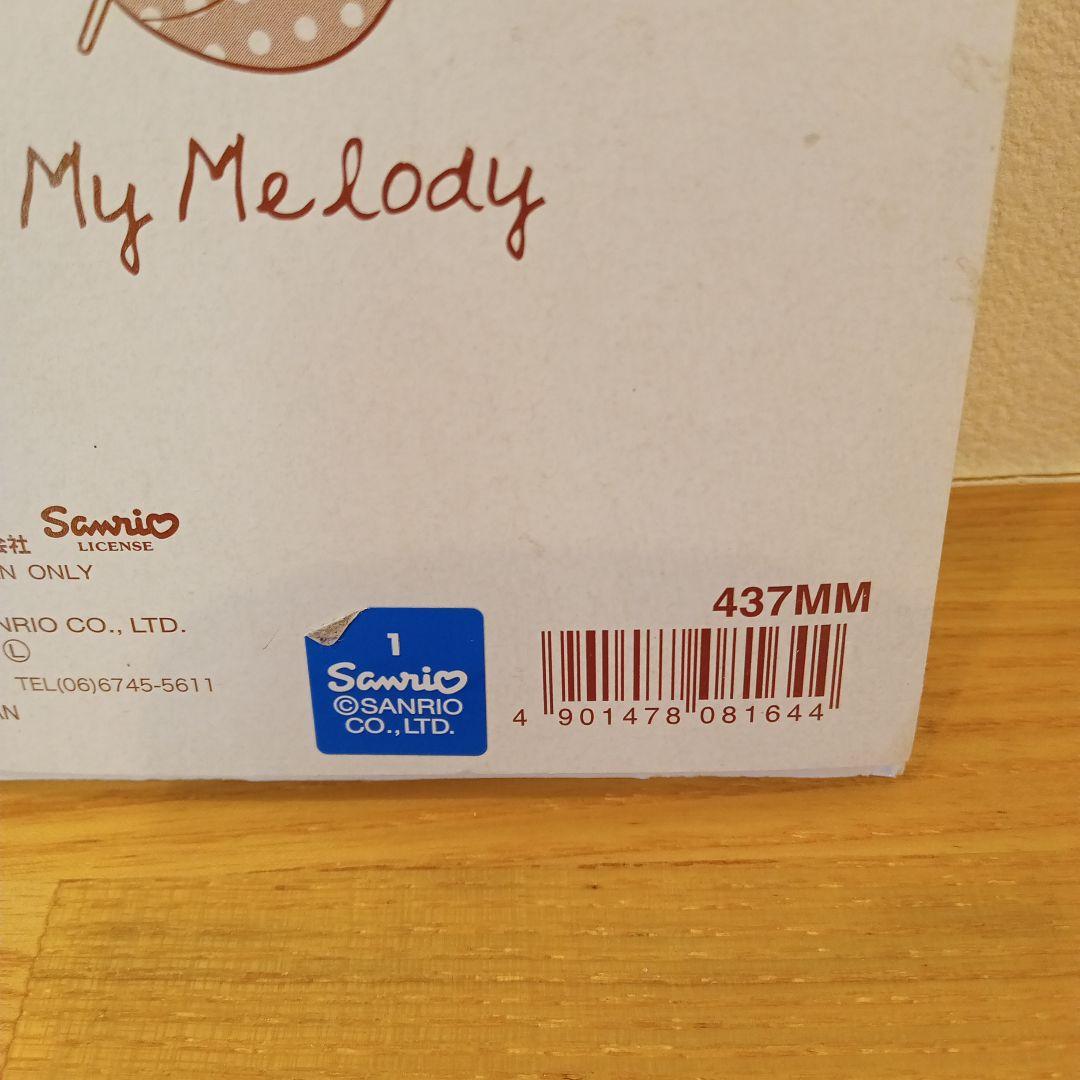 My Melody
会社 Sanrio
LICENSE
N ONLY
NRIO CO., LTD.
Ⓛ
TEL(06)6745-5611
AN
1
Sanrio
©SANRIO
CO.,LTD.
437MM
4 901478 081644